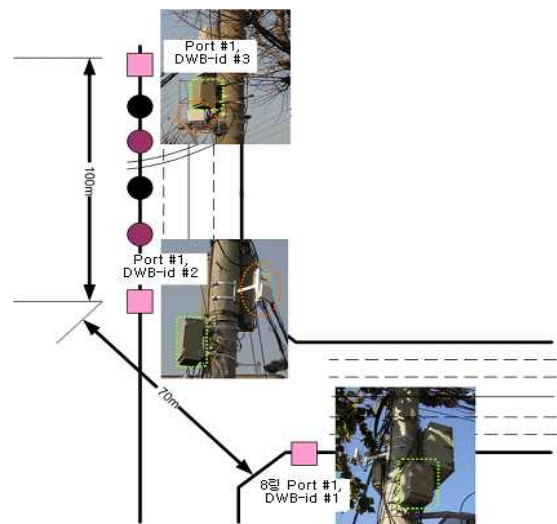 Port #1,
DWB-id #3
100m
Port #1,
DWB-id #2
70m
8링 Port #1,
DWB-id #1